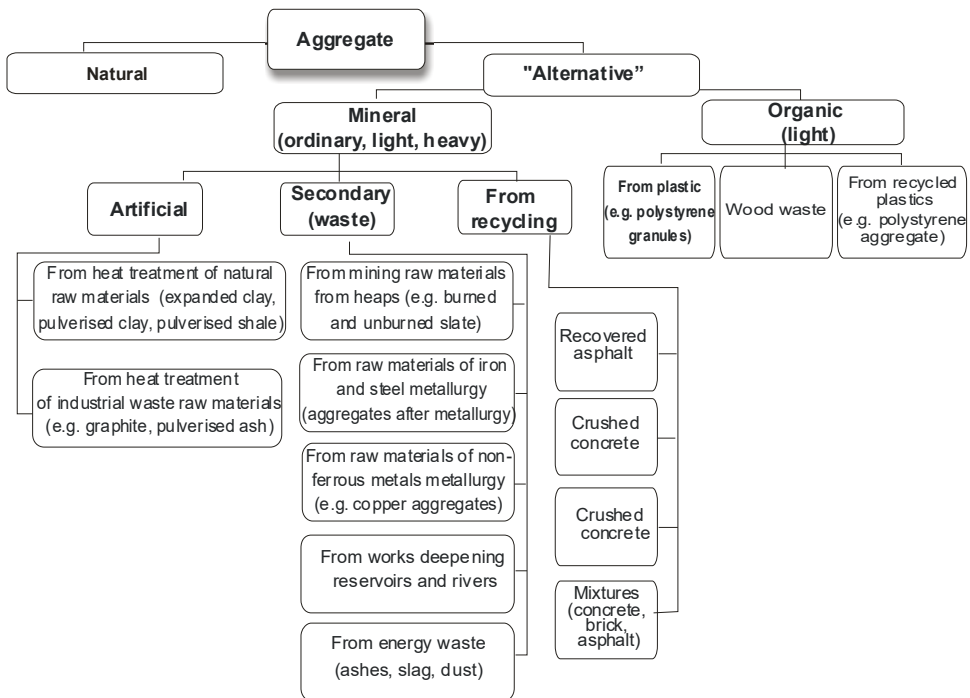 Aggregate
Natural
"Alternative”
Mineral
(ordinary, light, heavy)
Organic
(light)
Artificial
Secondary
(waste)
From
recycling
From plastic
(e.g. polystyrene
granules)
Wood waste
From recycled
plastics
(e.g. polystyrene
aggregate)
From heat treatment of natural
raw materials (expanded clay,
pulverised clay, pulverised shale)
From heat treatment
of industrial waste raw materials
(e.g. graphite, pulverised ash)
From mining raw materials
from heaps (e.g. burned
and unburned slate)
From raw materials of iron
and steel metallurgy
(aggregates after metallurgy)
From raw materials of non-
ferrous metals metallurgy
(e.g. copper aggregates)
From works deepening
reservoirs and rivers
From energy waste
(ashes, slag, dust)
Recovered
asphalt
Crushed
concrete
Crushed
concrete
Mixtures
(concrete,
brick,
asphalt)